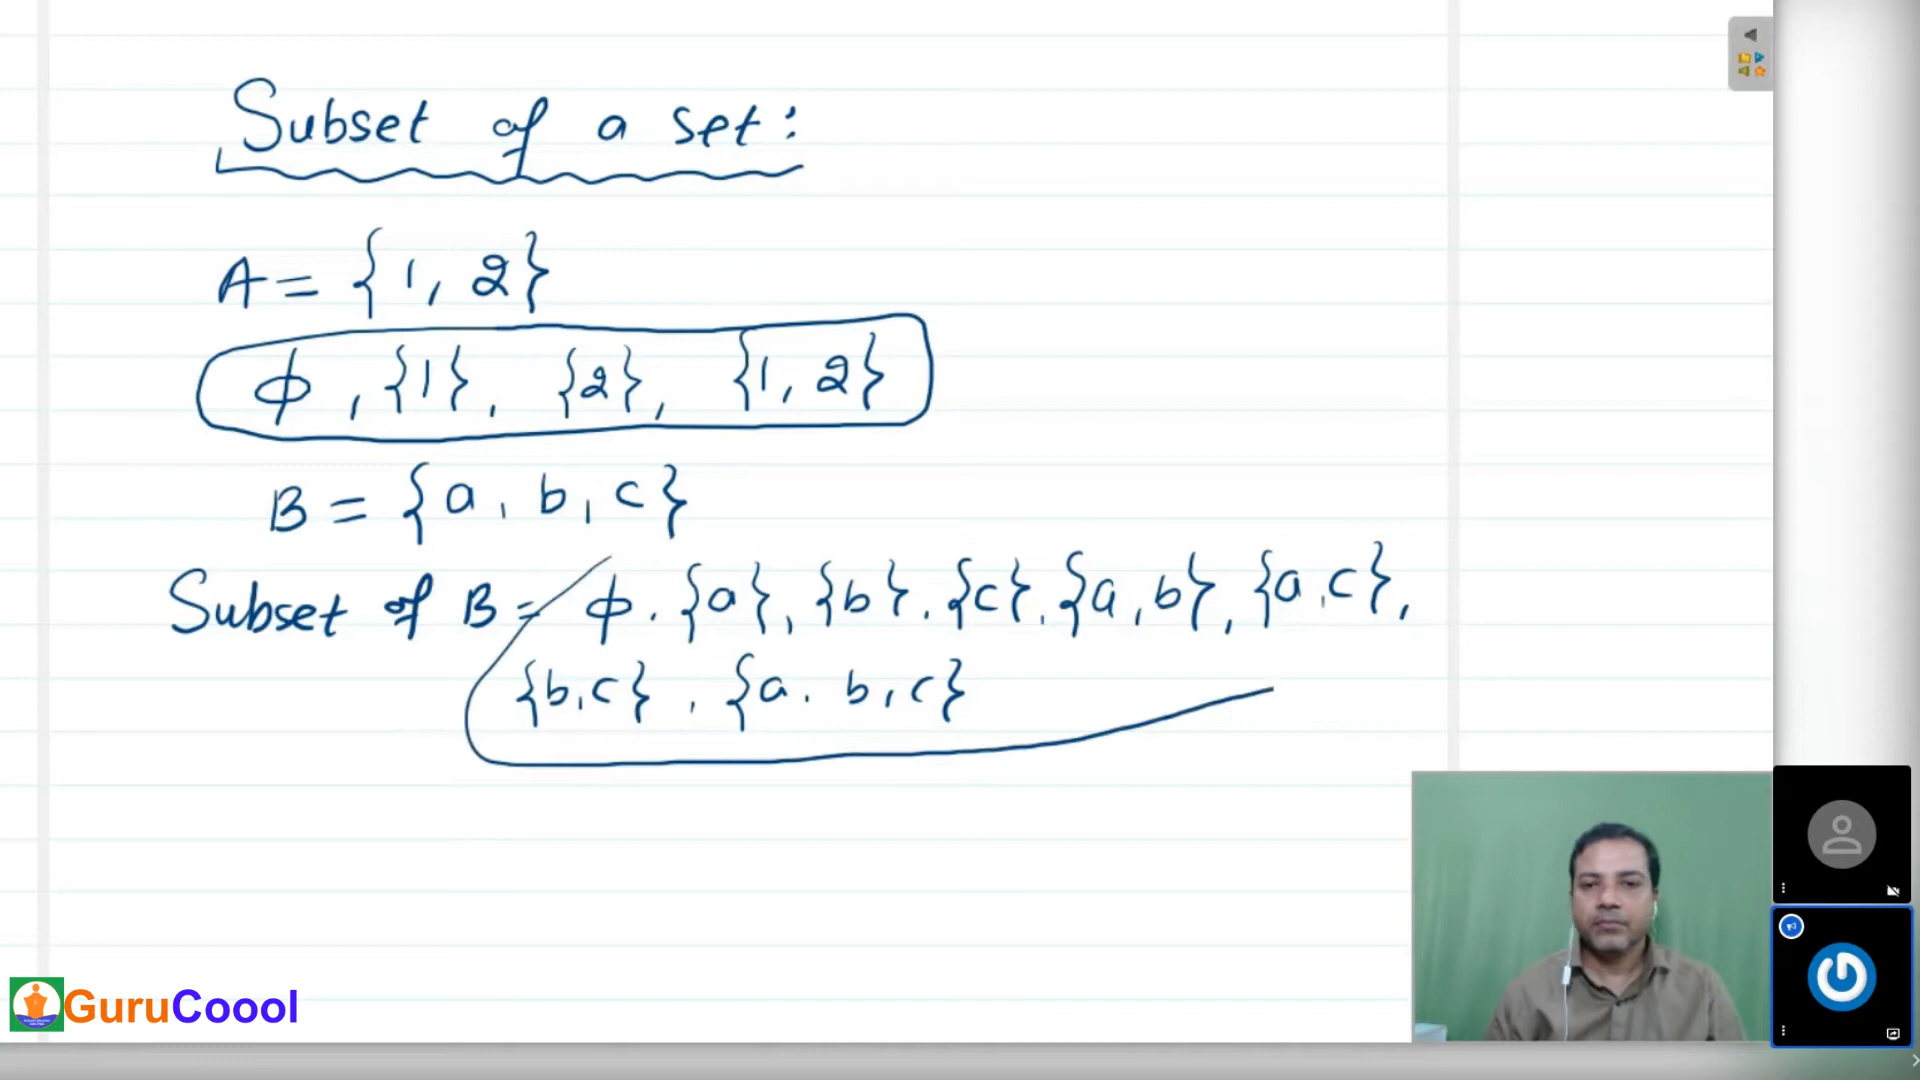 Subset of a set:
A = {1, 2}
ϕ, {1}, {2}, {1, 2}
B = {a, b, c}
Subset of B = ϕ, {a}, {b}, {c}, {a, b}, {a, c},
{b, c}, {a, b, c}
GuruCoool